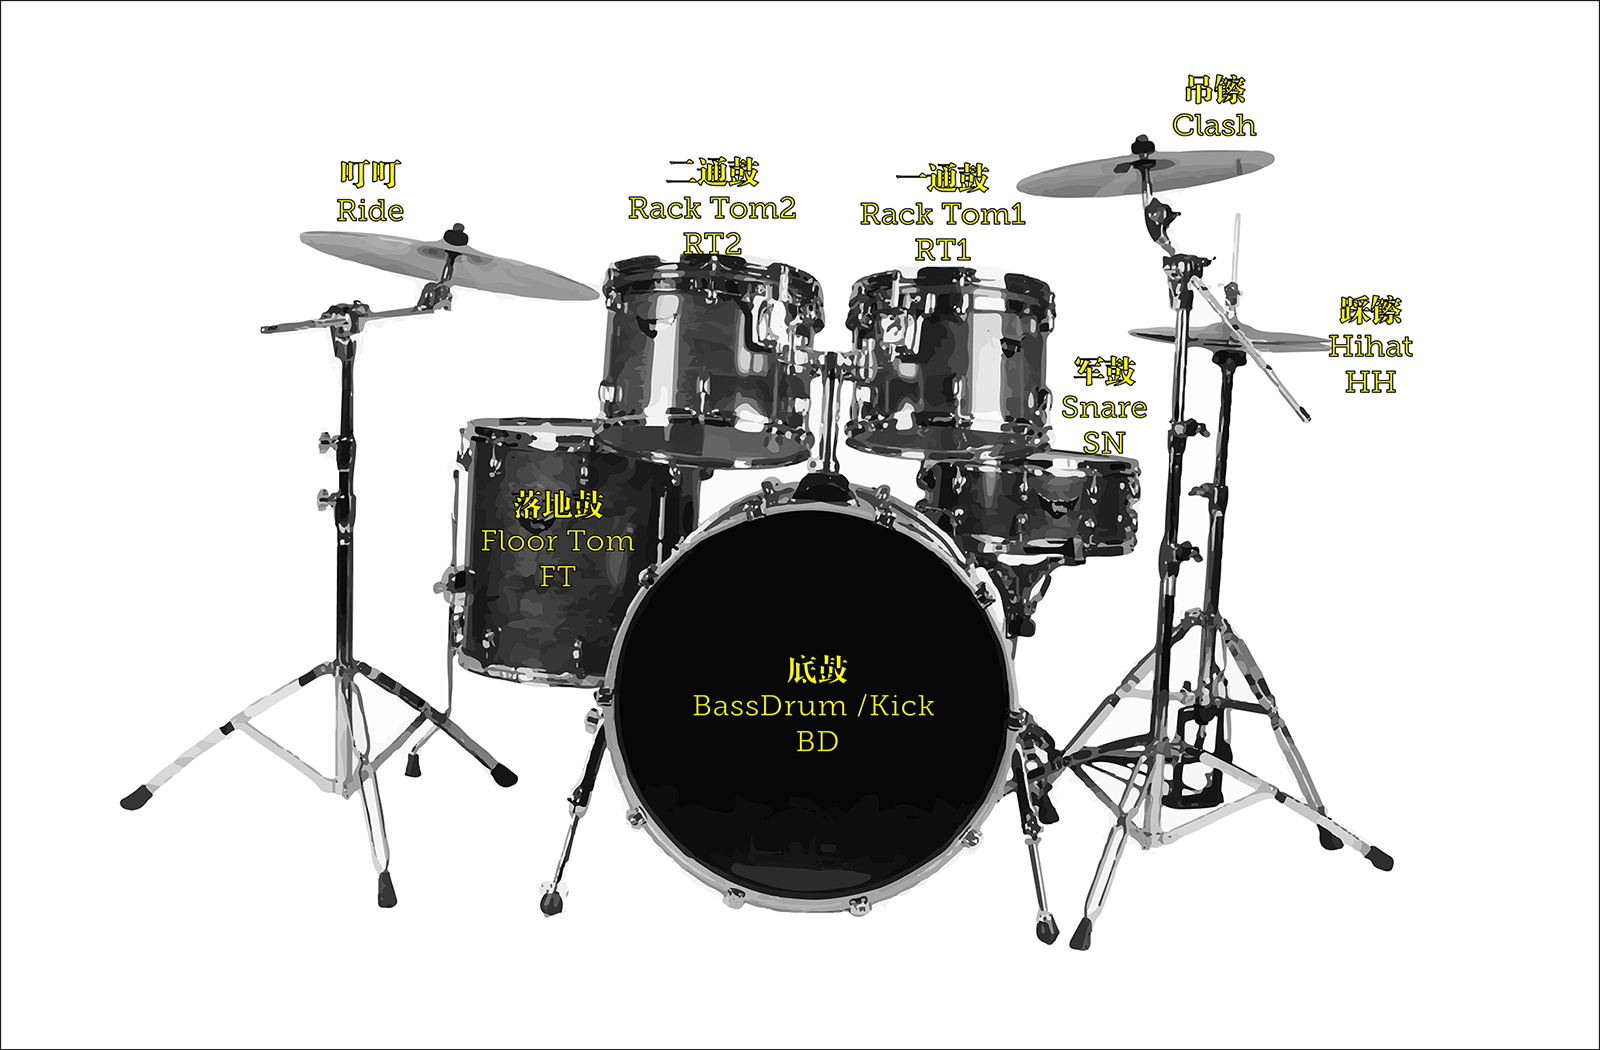 吊镲
Clash
叮叮
Ride
二通鼓
Rack Tom2
RT2
一通鼓
Rack Tom1
RT1
踩镲
Hihat
HH
军鼓
Snare
SN
落地鼓
Floor Tom
FT
底鼓
BassDrum /Kick
BD